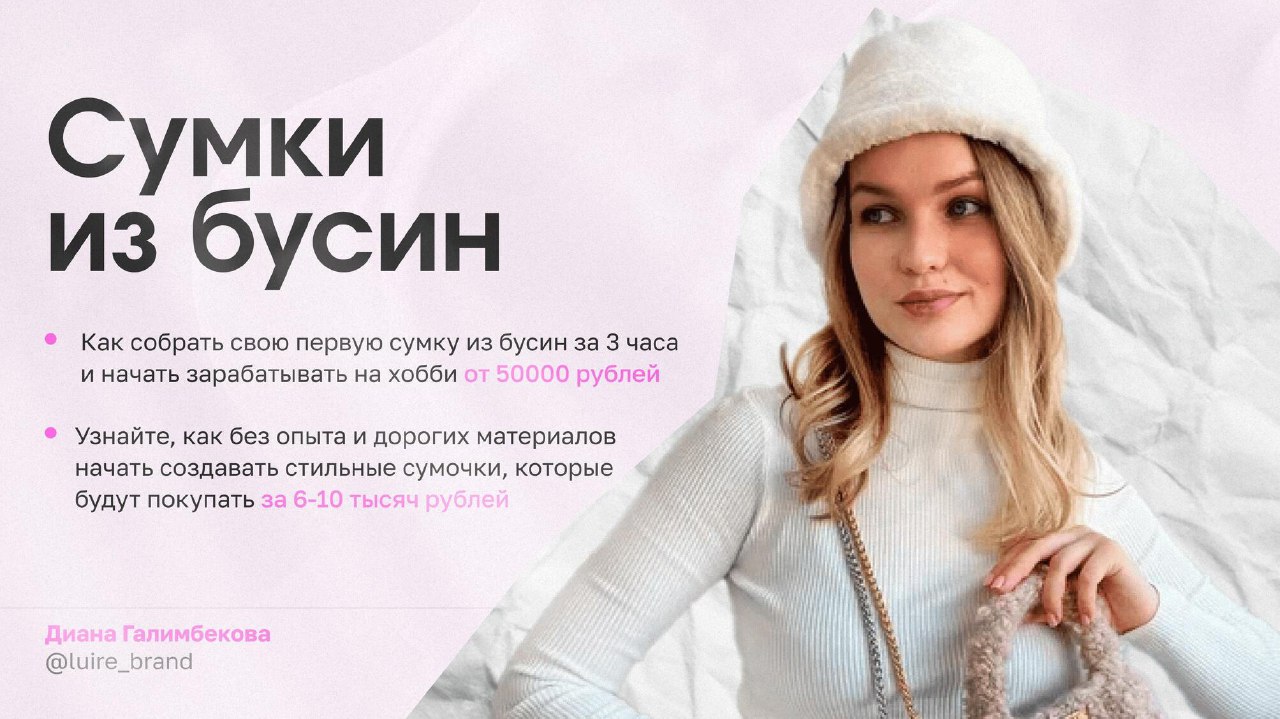 Сумки
из бусин
Как собрать свою первую сумку из бусин за 3 часа
и начать зарабатывать на хобби от 50000 рублей
Узнайте, как без опыта и дорогих материалов
начать создавать стильные сумочки, которые
будут покупать за 6-10 тысяч рублей
Диана Галимбекова
@luire_brand